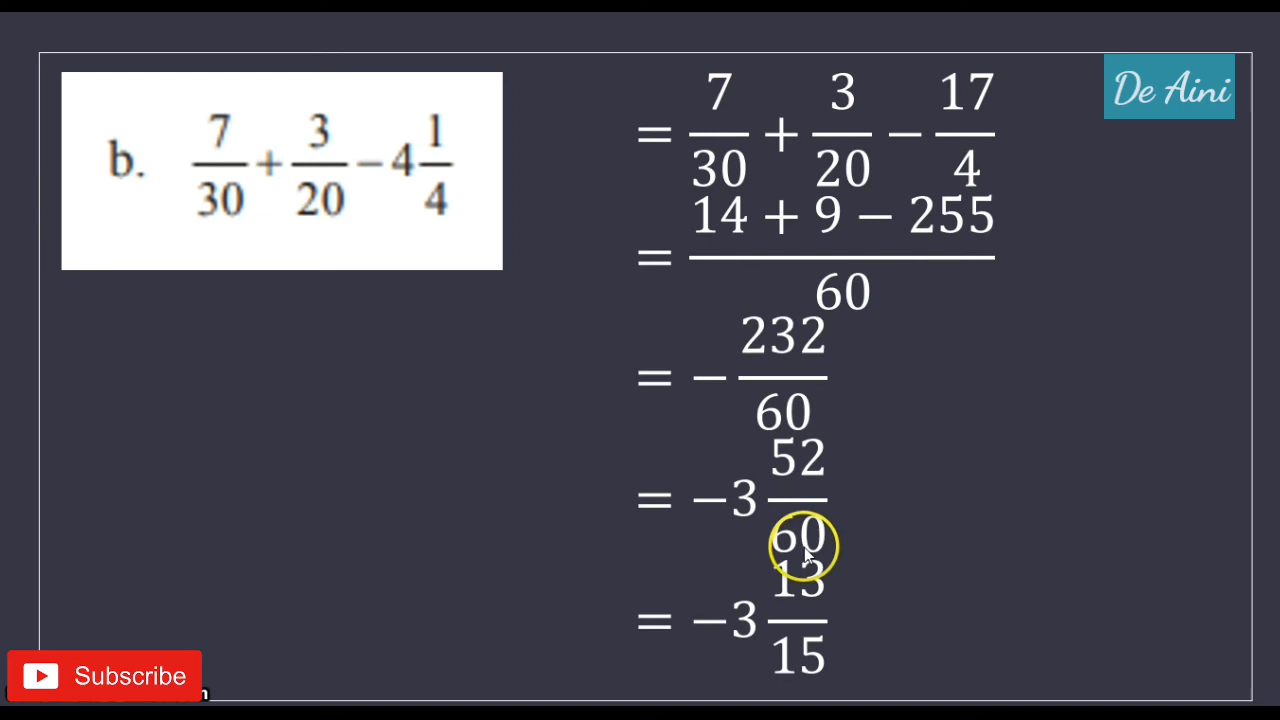 De Aini
b. 7/30 + 3/20 − 4 1/4
= 7/30 + 3/20 − 17/4
= 14 + 9 − 255/60
= − 232/60
= −3 52/60
= −3 13/15
Subscribe